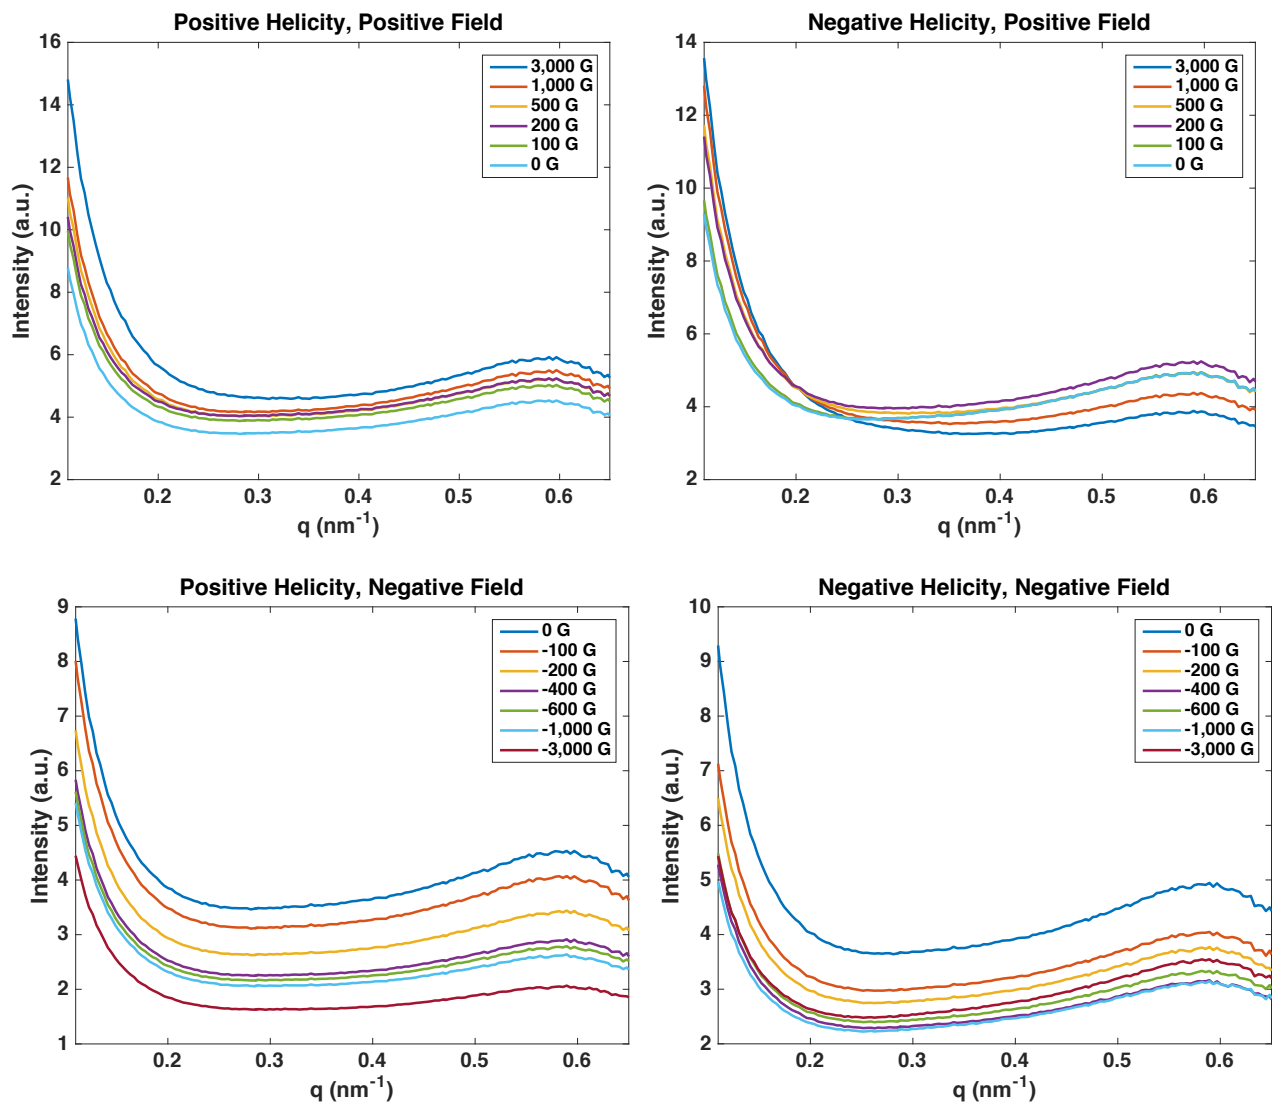 Positive Helicity, Positive Field
16
14
12
10
8
6
4
2
0.2
0.3
0.4
0.5
0.6
Intensity (a.u.)
q (nm⁻¹)
3,000 G
1,000 G
500 G
200 G
100 G
0 G
Negative Helicity, Positive Field
14
12
10
8
6
4
2
0.2
0.3
0.4
0.5
0.6
Intensity (a.u.)
q (nm⁻¹)
3,000 G
1,000 G
500 G
200 G
100 G
0 G
Positive Helicity, Negative Field
9
8
7
6
5
4
3
2
1
0.2
0.3
0.4
0.5
0.6
Intensity (a.u.)
q (nm⁻¹)
0 G
-100 G
-200 G
-400 G
-600 G
-1,000 G
-3,000 G
Negative Helicity, Negative Field
10
9
8
7
6
5
4
3
2
0.2
0.3
0.4
0.5
0.6
Intensity (a.u.)
q (nm⁻¹)
0 G
-100 G
-200 G
-400 G
-600 G
-1,000 G
-3,000 G